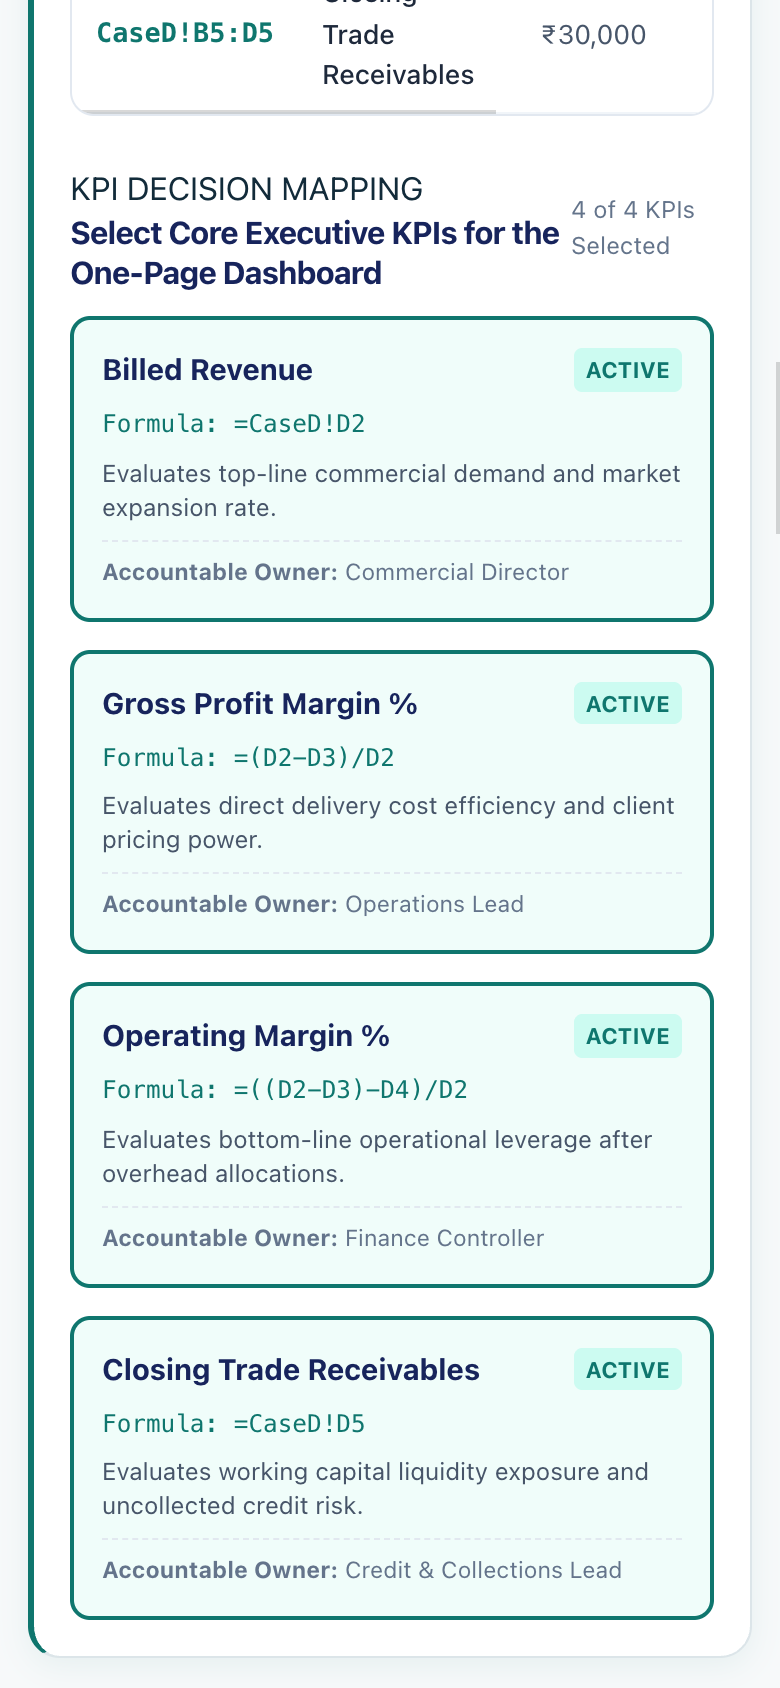 Closing
CaseD!B5:D5
Trade
Receivables
₹30,000
KPI DECISION MAPPING
Select Core Executive KPIs for the
One-Page Dashboard
4 of 4 KPIs
Selected
Billed Revenue
ACTIVE
Formula: =CaseD!D2
Evaluates top-line commercial demand and market
expansion rate.
Accountable Owner: Commercial Director
Gross Profit Margin %
ACTIVE
Formula: =(D2−D3)/D2
Evaluates direct delivery cost efficiency and client
pricing power.
Accountable Owner: Operations Lead
Operating Margin %
ACTIVE
Formula: =((D2−D3)−D4)/D2
Evaluates bottom-line operational leverage after
overhead allocations.
Accountable Owner: Finance Controller
Closing Trade Receivables
ACTIVE
Formula: =CaseD!D5
Evaluates working capital liquidity exposure and
uncollected credit risk.
Accountable Owner: Credit & Collections Lead